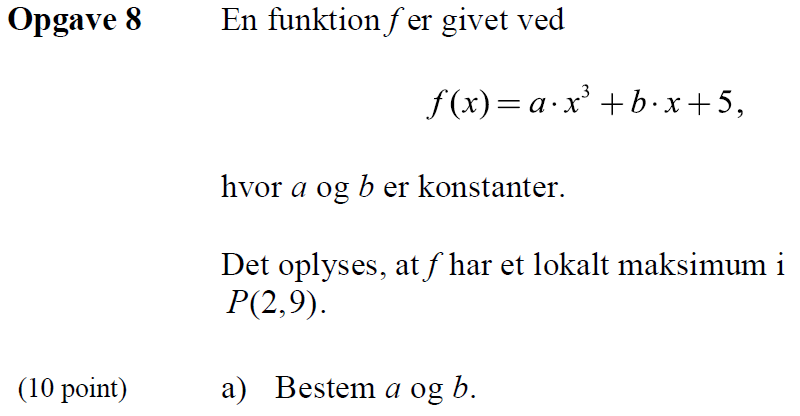 Opgave 8 En funktion f er givet ved
f(x) = a · x³ + b · x + 5,
hvor a og b er konstanter.
Det oplyses, at f har et lokalt maksimum i
P(2,9).
(10 point) a) Bestem a og b.